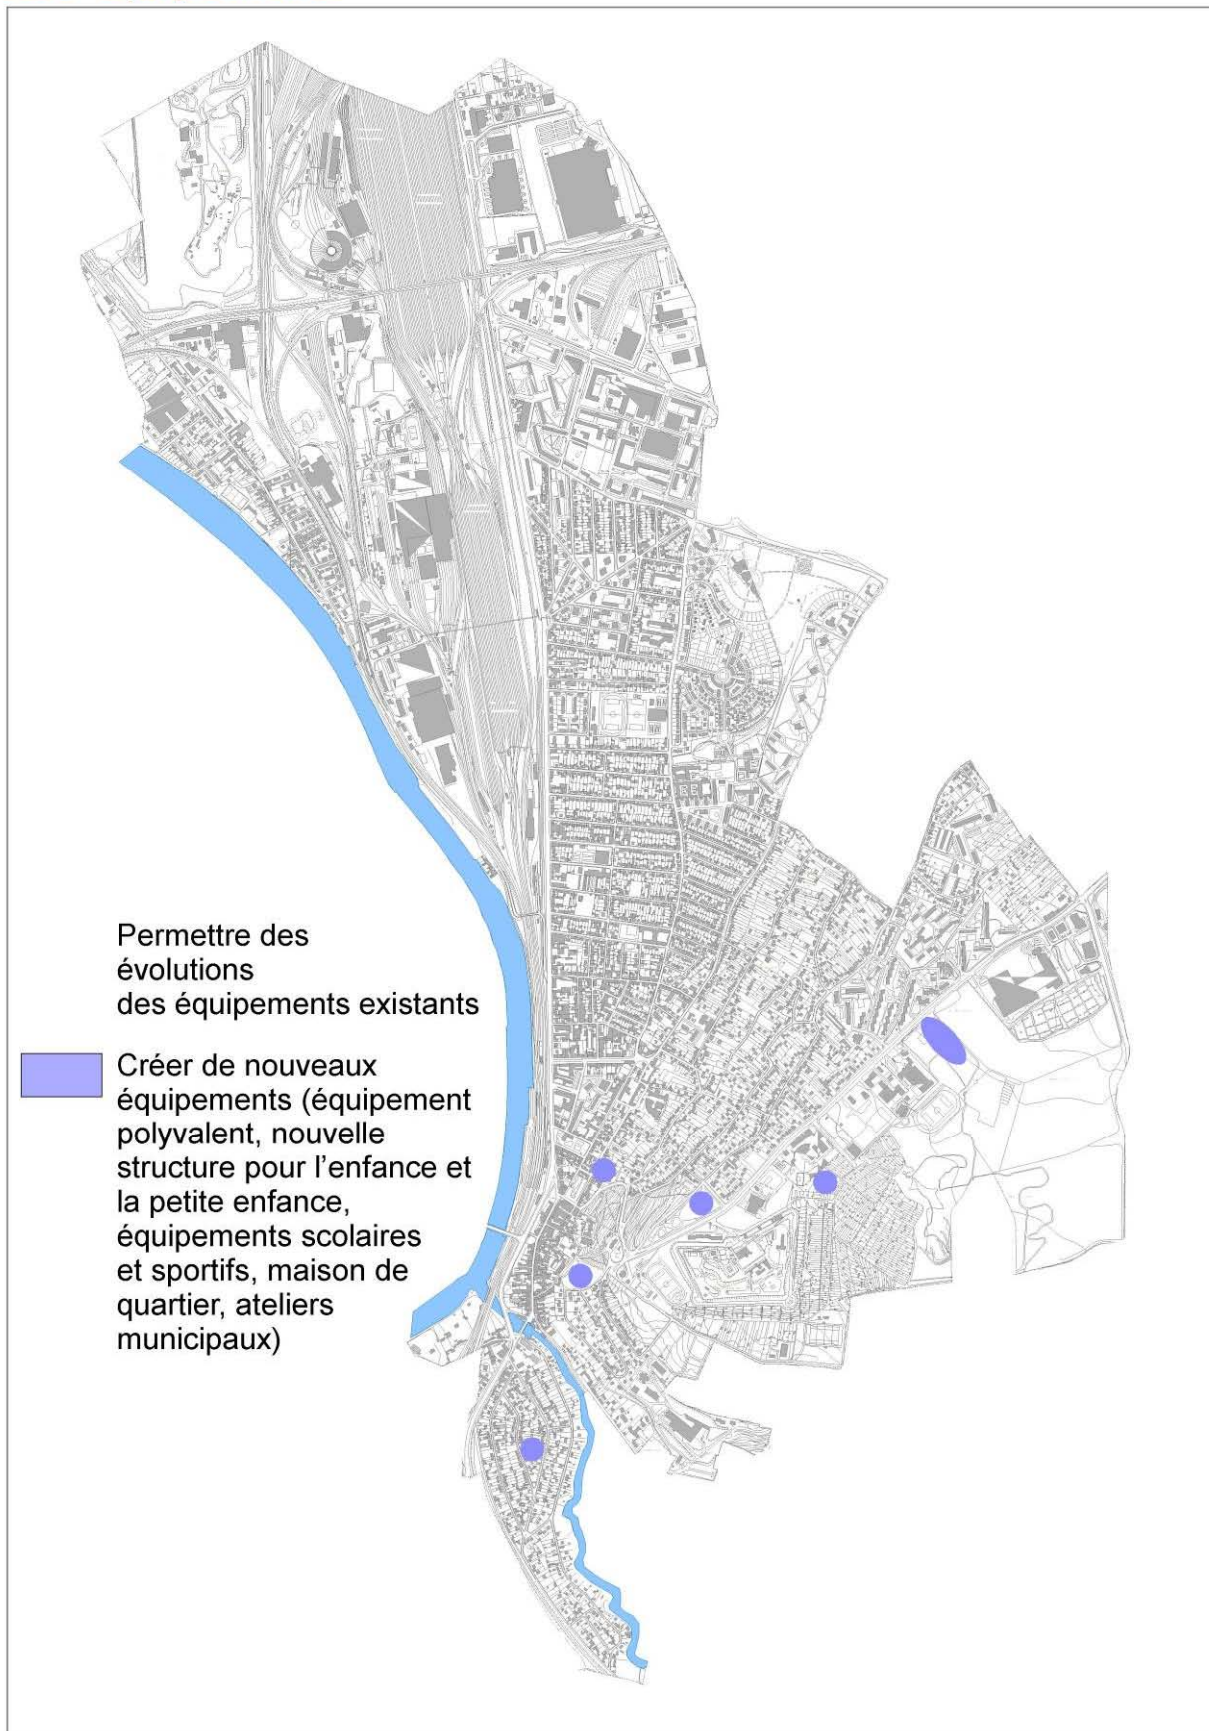 Permettre des
évolutions
des équipements existants
Créer de nouveaux
équipements (équipement
polyvalent, nouvelle
structure pour l’enfance et
la petite enfance,
équipements scolaires
et sportifs, maison de
quartier, ateliers
municipaux)